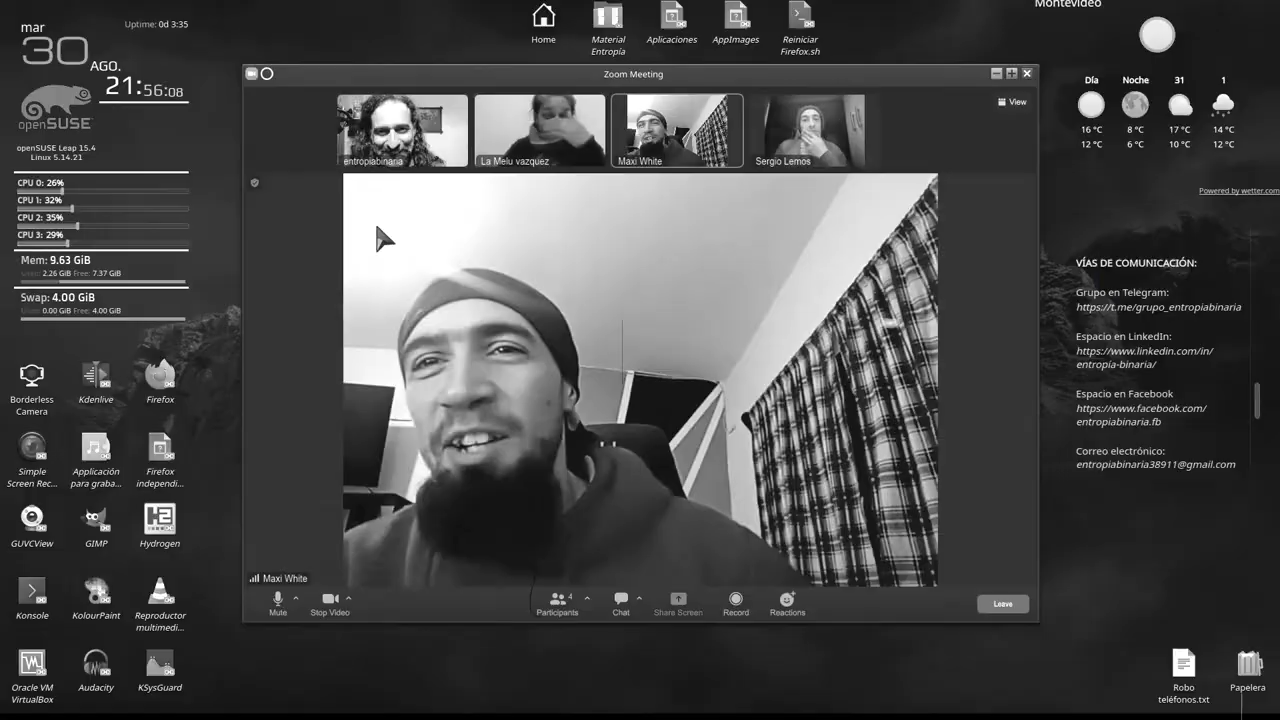 mar
30
AGO.
21:56:08
Uptime: 0d 3:35
openSUSE
openSUSE Leap 15.4
Linux 5.14.21
CPU 0: 26%
CPU 1: 32%
CPU 2: 35%
CPU 3: 29%
Mem: 9.63 GiB
Used: 2.26 GiB Free: 7.37 GiB
Swap: 4.00 GiB
Used: 0.00 GiB Free: 4.00 GiB
Borderless
Camera
Kdenlive
Firefox
Simple
Screen Rec...
Applicación
para graba...
Firefox
independi...
GUVCView
GIMP
H2
Hydrogen
Konsole
KolourPaint
Reproductor
multimedi...
Oracle VM
VirtualBox
Audacity
KSysGuard
Home
Material
Entropía
Aplicaciones
AppImages
Reiniciar
Firefox.sh
Zoom Meeting
View
entropiabinaria
La Melu vazquez
Maxi White
Sergio Lemos
Maxi White
Mute
Stop Video
4
Participants
Chat
Share Screen
Record
Reactions
Leave
Montevideo
Día Noche 31 1
16 °C 8 °C 17 °C 14 °C
12 °C 6 °C 10 °C 12 °C
Powered by wetter.com
VÍAS DE COMUNICACIÓN:
Grupo en Telegram:
https://t.me/grupo_entropiabinaria
Espacio en LinkedIn:
https://www.linkedin.com/in/
entropia-binaria/
Espacio en Facebook
https://www.facebook.com/
entropiabinaria.fb
Correo electrónico:
entropiabinaria38911@gmail.com
Robo
teléfonos.txt
Papelera